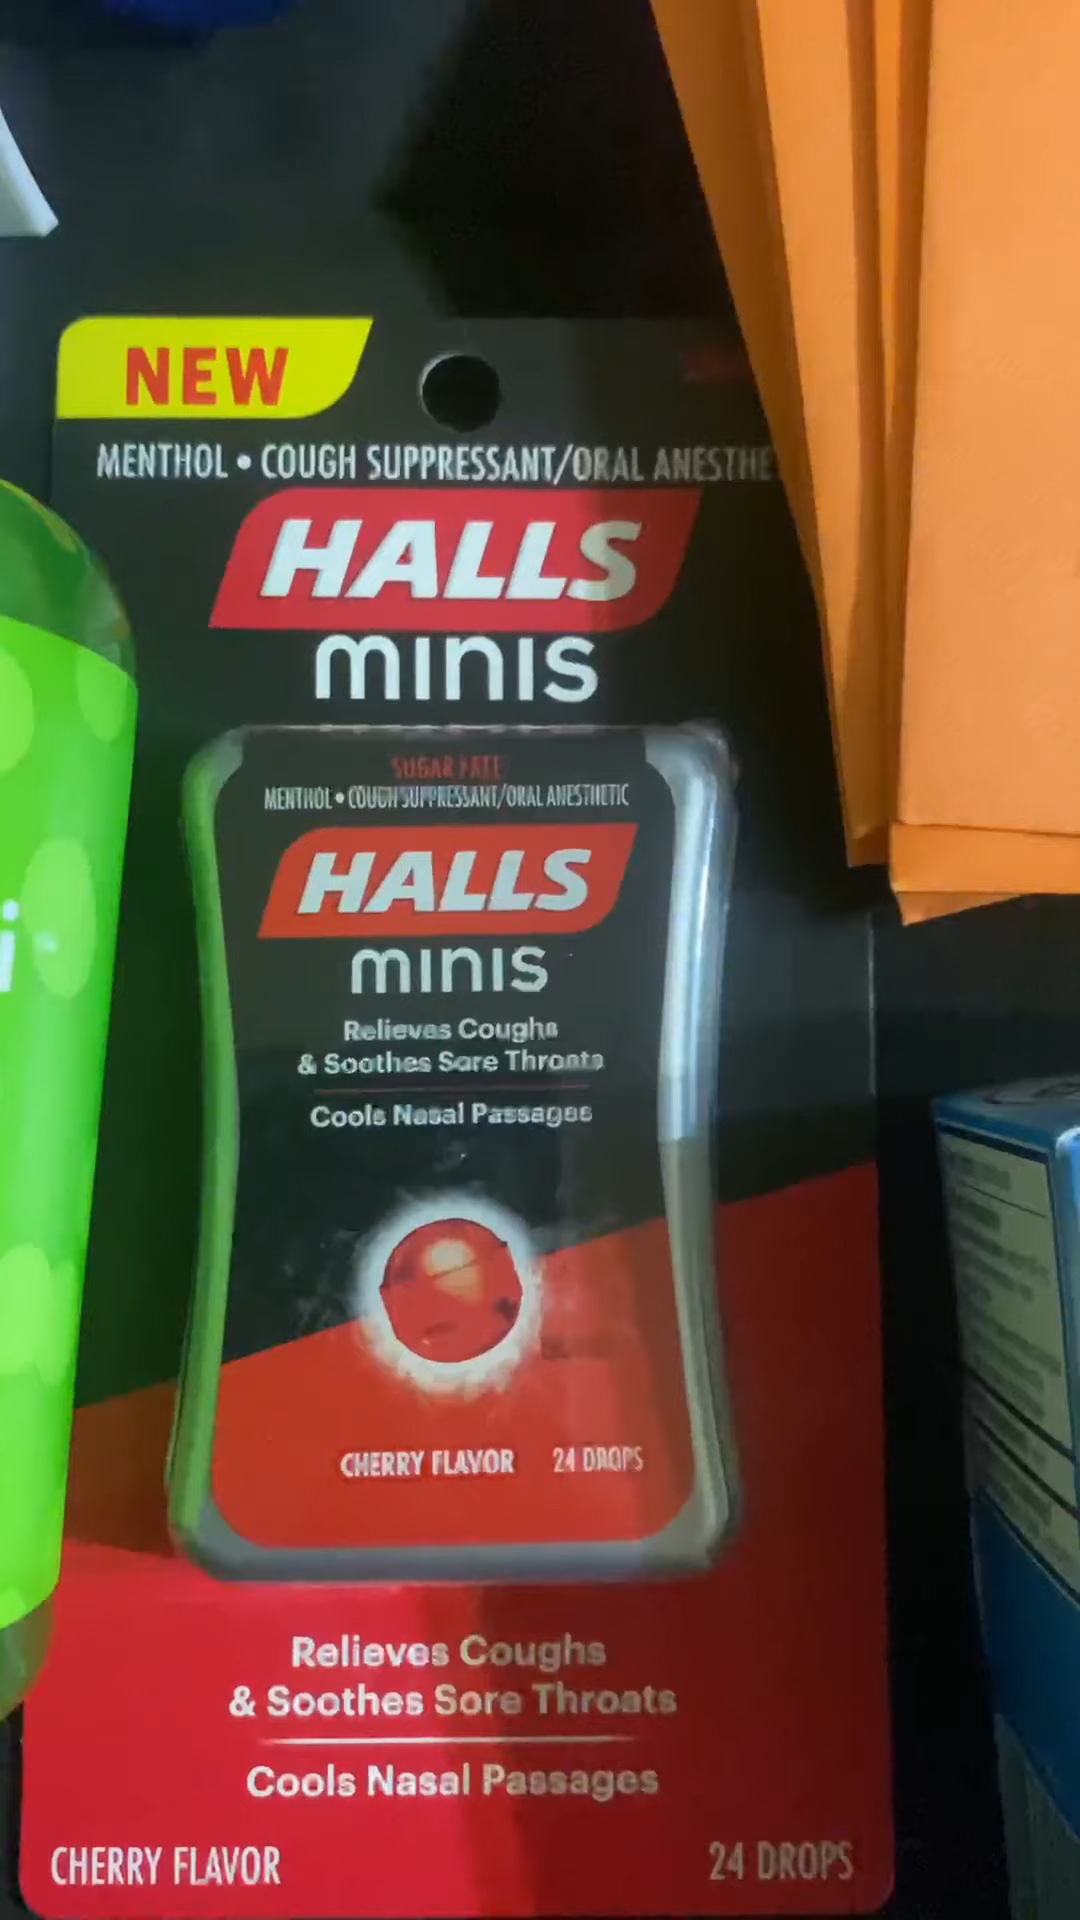 NEW
MENTHOL • COUGH SUPPRESSANT/ORAL ANESTHE
HALLS
minis
SUGAR FREE
MENTHOL • COUGH SUPPRESSANT/ORAL ANESTHETIC
HALLS
minis
Relieves Coughs
& Soothes Sore Throats
Cools Nasal Passages
CHERRY FLAVOR 24 DROPS
Relieves Coughs
& Soothes Sore Throats
Cools Nasal Passages
CHERRY FLAVOR 24 DROPS